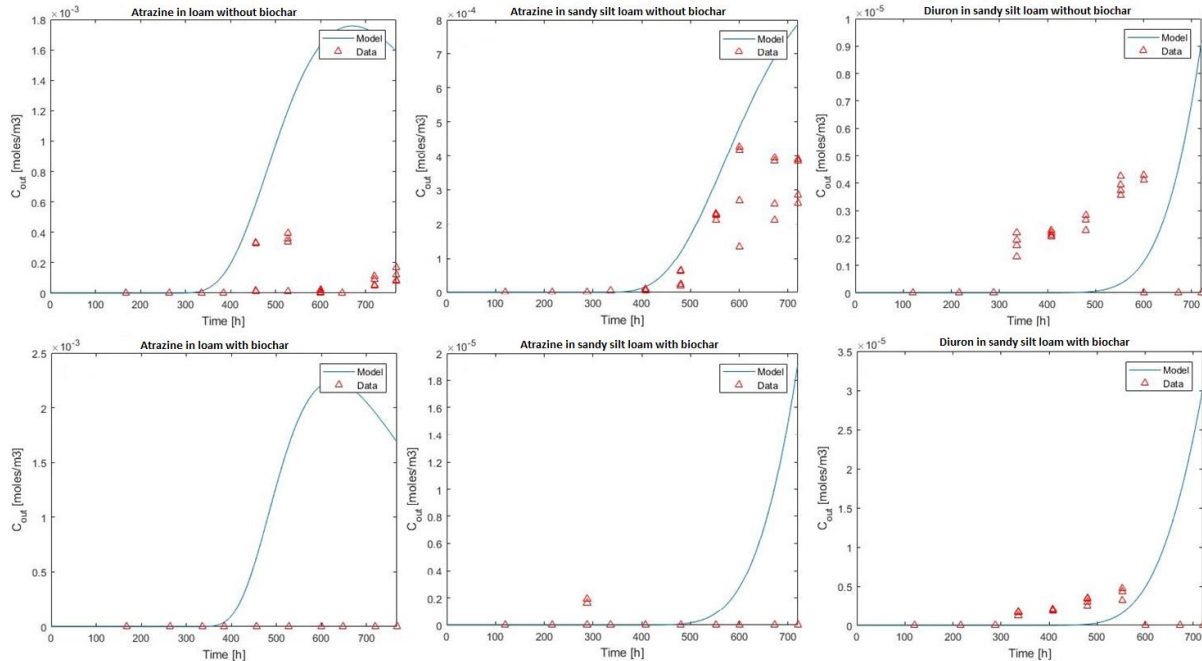 Atrazine in loam without biochar
×10^-3
1.8
1.6
1.4
1.2
1
0.8
0.6
0.4
0.2
0
C_out [moles/m3]
0 100 200 300 400 500 600 700
Time [h]
Model
Data
Atrazine in sandy silt loam without biochar
×10^-4
8
7
6
5
4
3
2
1
0
C_out [moles/m3]
0 100 200 300 400 500 600 700
Time [h]
Model
Data
Diuron in sandy silt loam without biochar
×10^-5
1
0.9
0.8
0.7
0.6
0.5
0.4
0.3
0.2
0.1
0
C_out [moles/m3]
0 100 200 300 400 500 600 700
Time [h]
Model
Data
Atrazine in loam with biochar
×10^-3
2.5
2
1.5
1
0.5
0
C_out [moles/m3]
0 100 200 300 400 500 600 700
Time [h]
Model
Data
Atrazine in sandy silt loam with biochar
×10^-5
2
1.8
1.6
1.4
1.2
1
0.8
0.6
0.4
0.2
0
C_out [moles/m3]
0 100 200 300 400 500 600 700
Time [h]
Model
Data
Diuron in sandy silt loam with biochar
×10^-5
3.5
3
2.5
2
1.5
1
0.5
0
C_out [moles/m3]
0 100 200 300 400 500 600 700
Time [h]
Model
Data